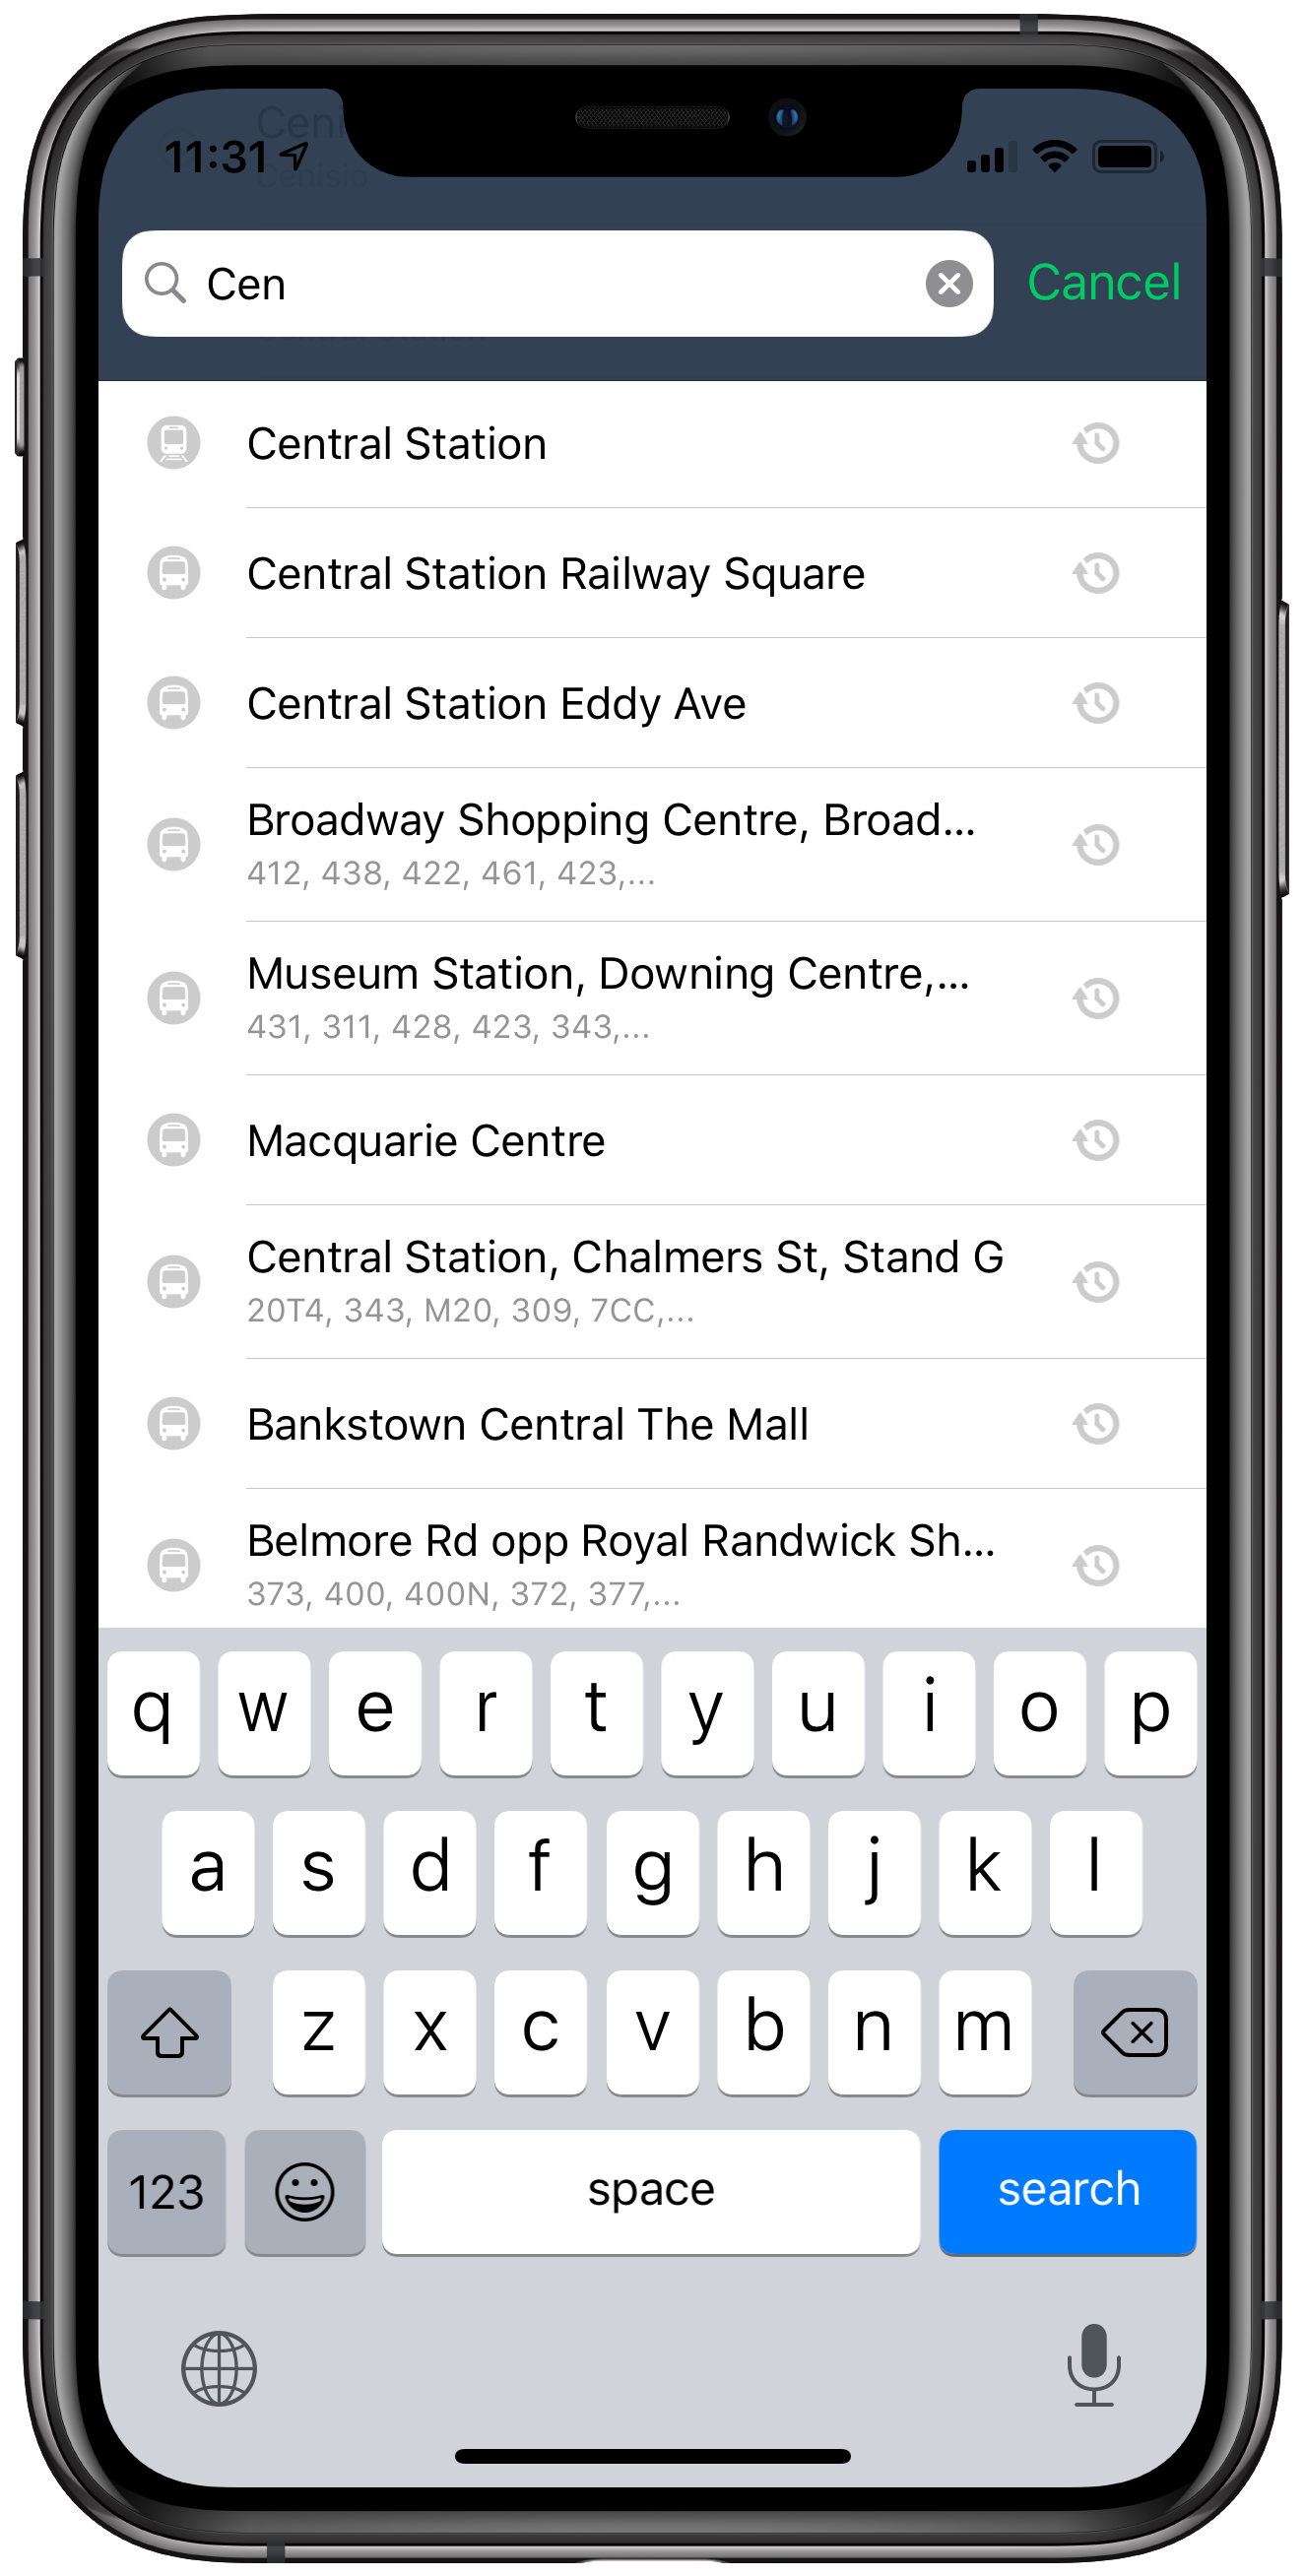 11:31
Ceni
Cenisio
Cen
Cancel
Central Station
Central Station Railway Square
Central Station Eddy Ave
Broadway Shopping Centre, Broad...
412, 438, 422, 461, 423,...
Museum Station, Downing Centre,...
431, 311, 428, 423, 343,...
Macquarie Centre
Central Station, Chalmers St, Stand G
20T4, 343, M20, 309, 7CC,...
Bankstown Central The Mall
Belmore Rd opp Royal Randwick Sh...
373, 400, 400N, 372, 377,...
q w e r t y u i o p
a s d f g h j k l
z x c v b n m
123 space search